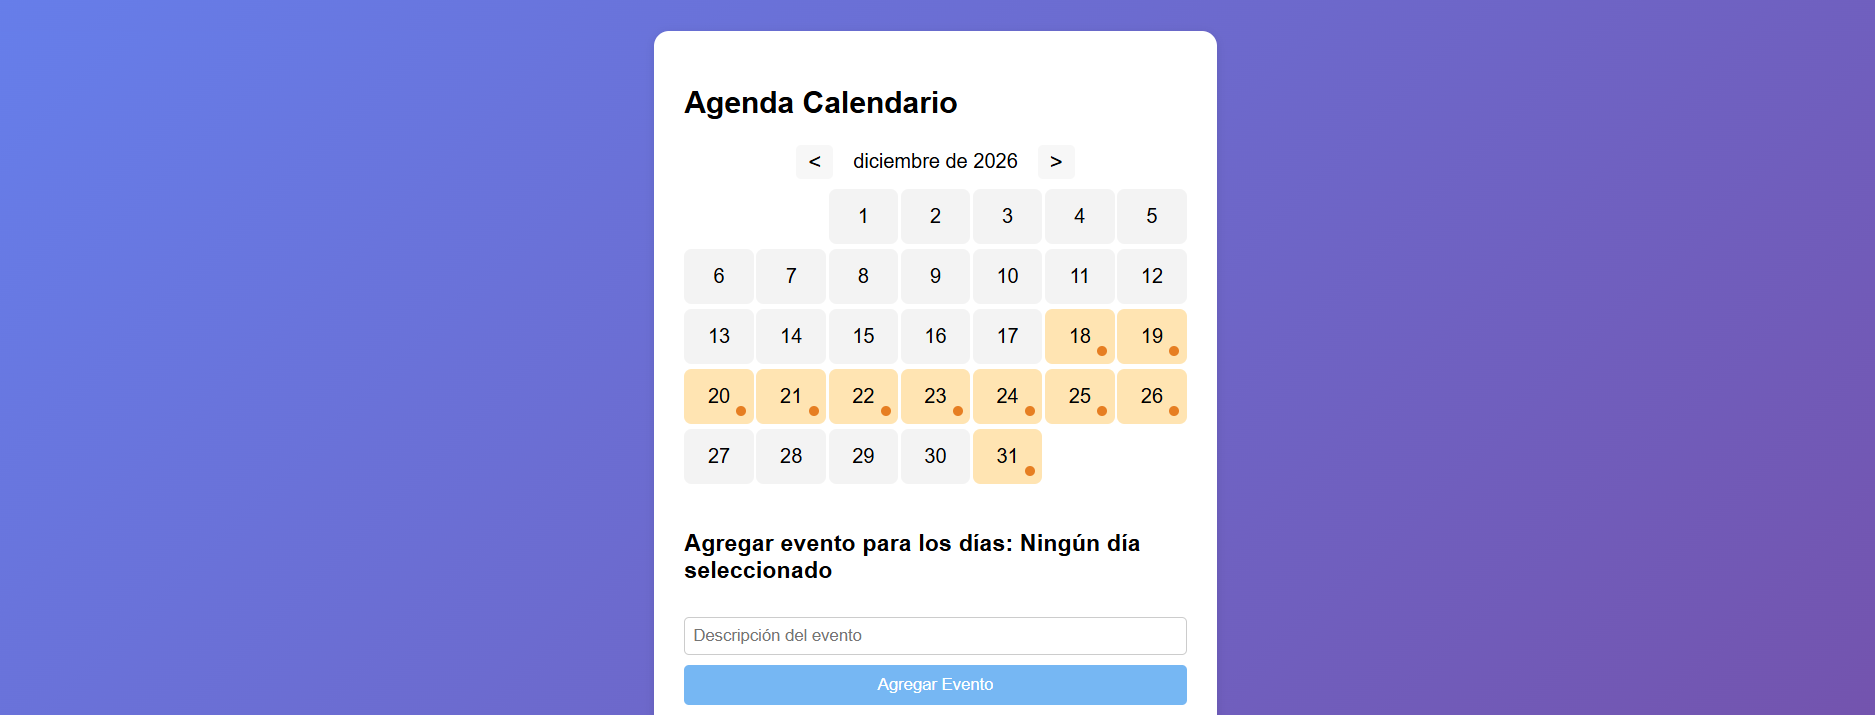 Agenda Calendario
< diciembre de 2026 >
1 2 3 4 5
6 7 8 9 10 11 12
13 14 15 16 17 18 19
20 21 22 23 24 25 26
27 28 29 30 31
Agregar evento para los días: Ningún día
seleccionado
Descripción del evento
Agregar Evento